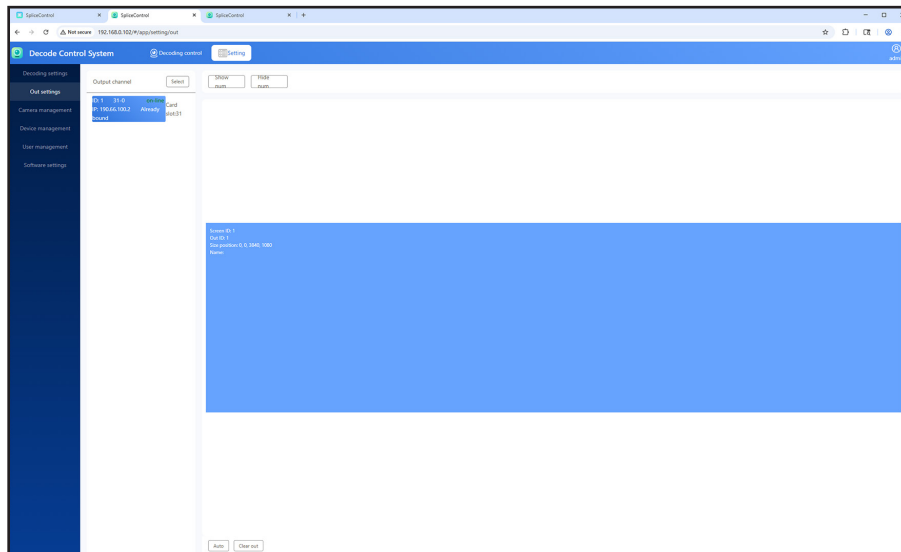 SpliceControl
SpliceControl
SpliceControl
Not secure 192.168.0.102/#/app/setting/out
Decode Control System
Decoding control
Setting
Decoding settings
Out settings
Camera management
Device management
User management
Software settings
Output channel
Select
ID: 1 31-0 on-line
IP: 190.66.100.2 Already
bound
Card
slot:31
Show
num
Hide
num
Screen ID: 1
Out ID: 1
Size position: 0, 0, 3840, 1080
Name:
Auto
Clear out